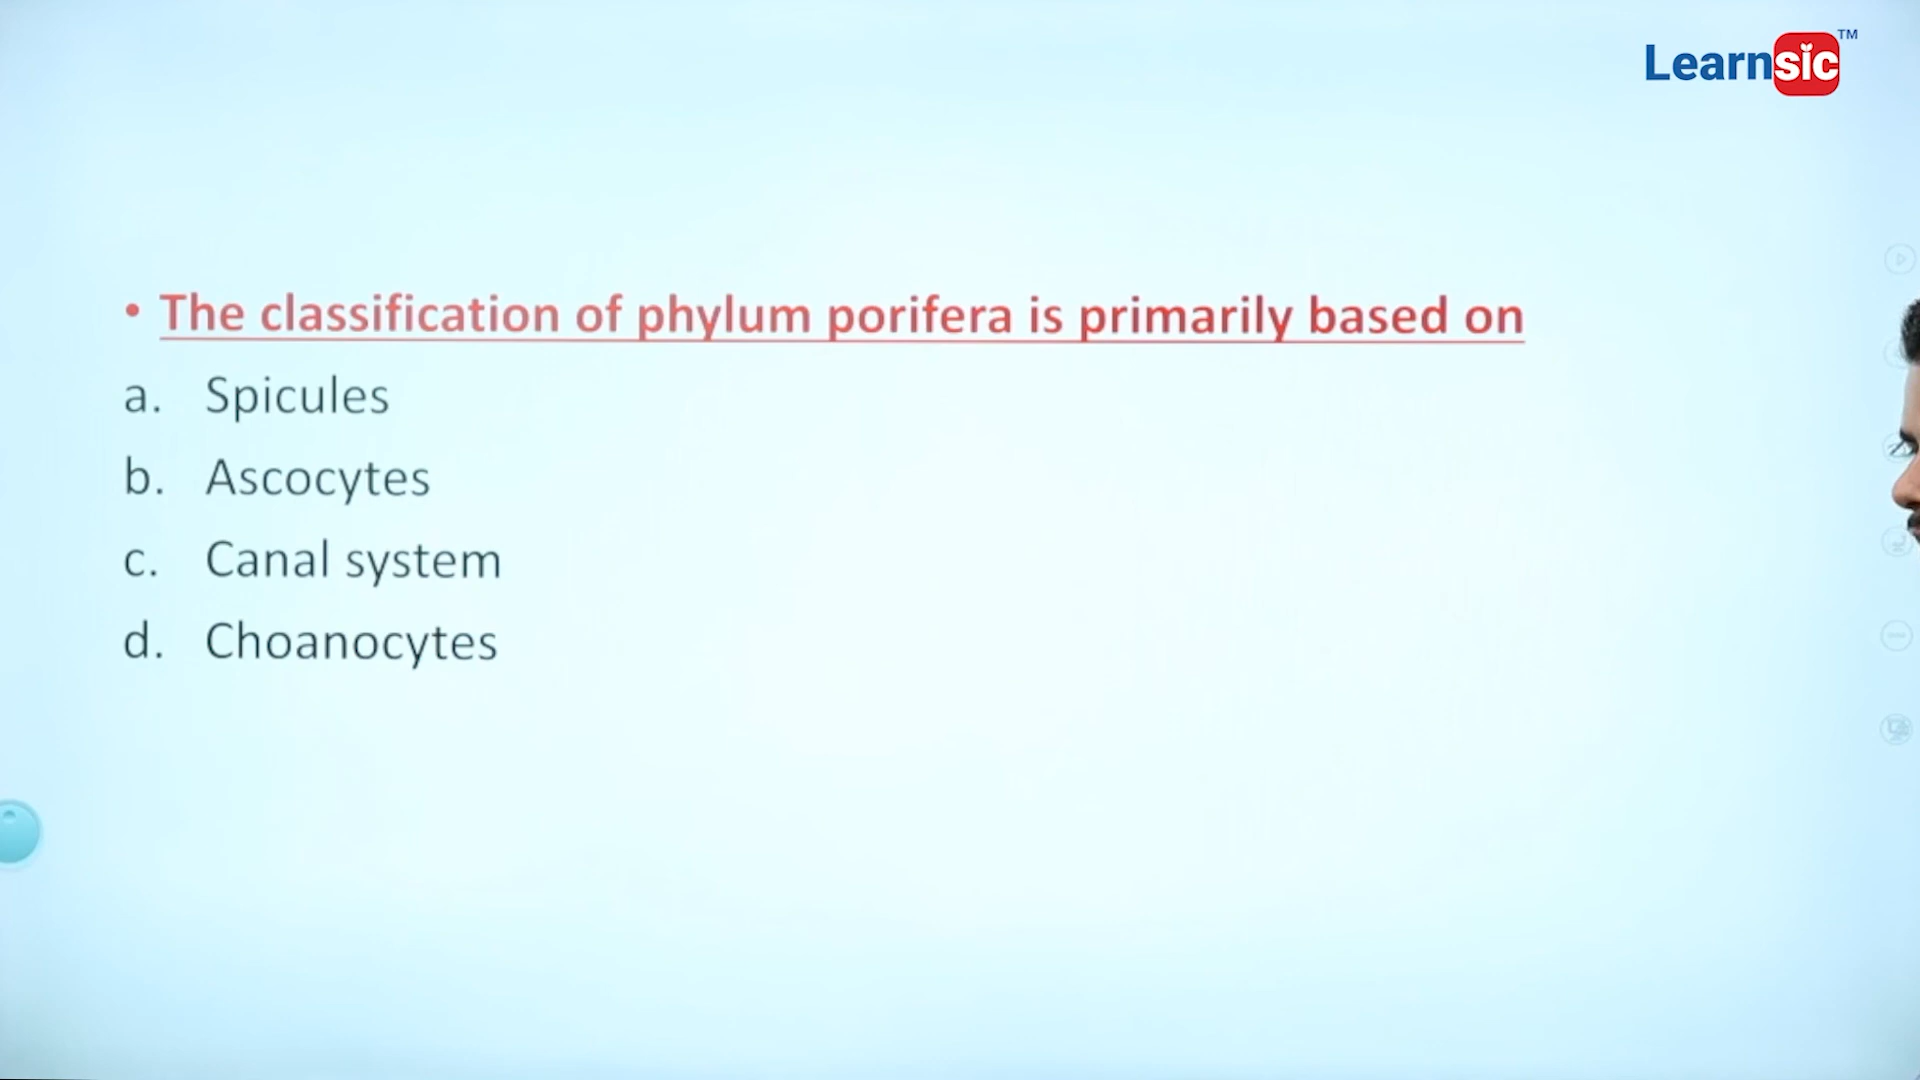 Learnsic™
• The classification of phylum porifera is primarily based on
a. Spicules
b. Ascocytes
c. Canal system
d. Choanocytes